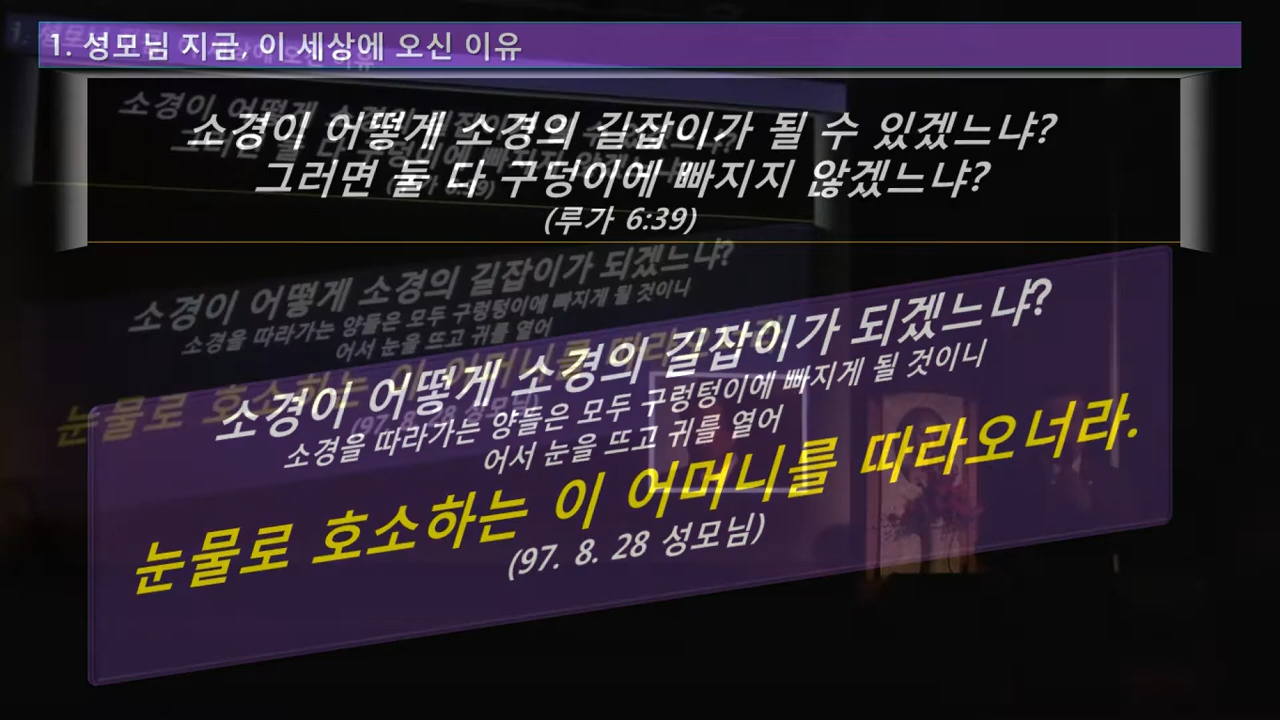 1. 성모님 지금, 이 세상에 오신 이유
소경이 어떻게 소경의 길잡이가 될 수 있겠느냐?
그러면 둘 다 구덩이에 빠지지 않겠느냐?
(루가 6:39)
소경이 어떻게 소경의 길잡이가 되겠느냐?
소경을 따라가는 양들은 모두 구렁텅이에 빠지게 될 것이니
어서 눈을 뜨고 귀를 열어
눈물로 호소하는 이 어머니를 따라오너라.
(97. 8. 28 성모님)